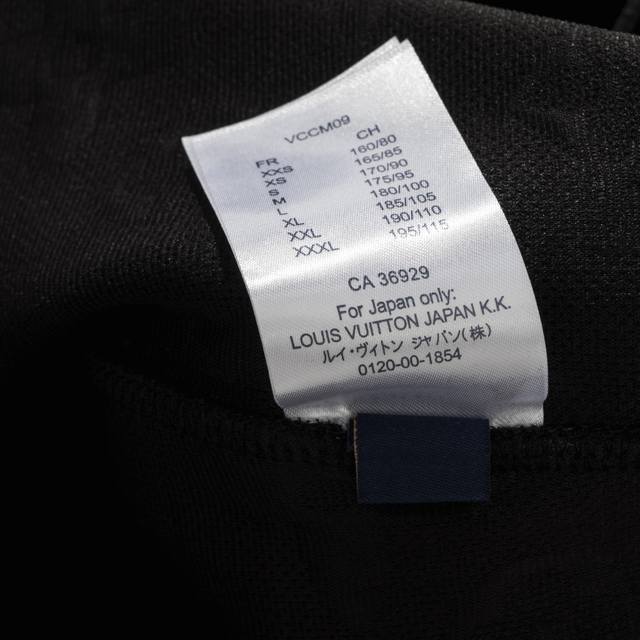 VCCM09
FR CH
XXS 160/80
XS 165/85
S 170/90
M 175/95
L 180/100
XL 185/105
XXL 190/110
XXXL 195/115
CA 36929
For Japan only:
LOUIS VUITTON JAPAN K.K.
ルイ・ヴィトン ジャパン(株)
0120-00-1854